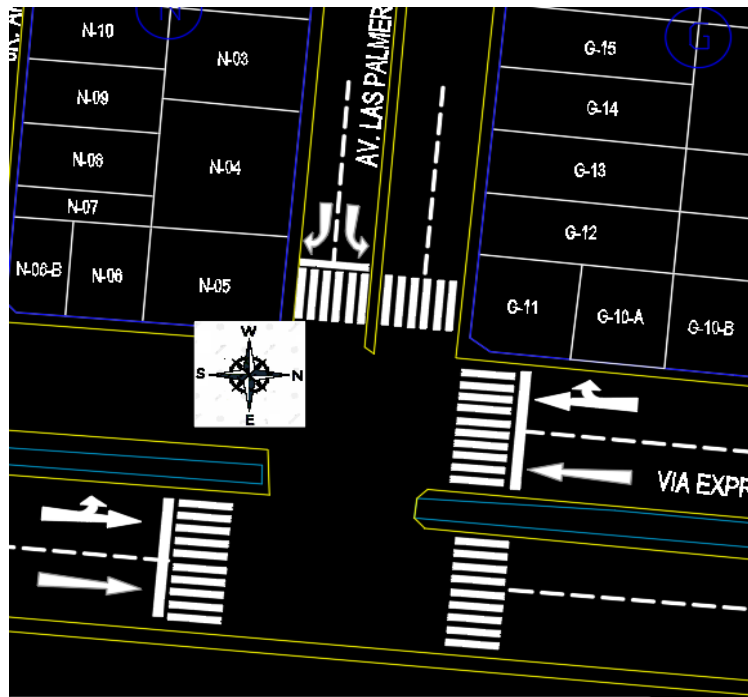 N
G
N-10
N-03
G-15
N-09
G-14
AV. LAS PALMER
N-08
N-04
G-13
N-07
G-12
N-06-B
N-06
N-05
G-11
G-10-A
G-10-B
W
S
N
E
VIA EXPR